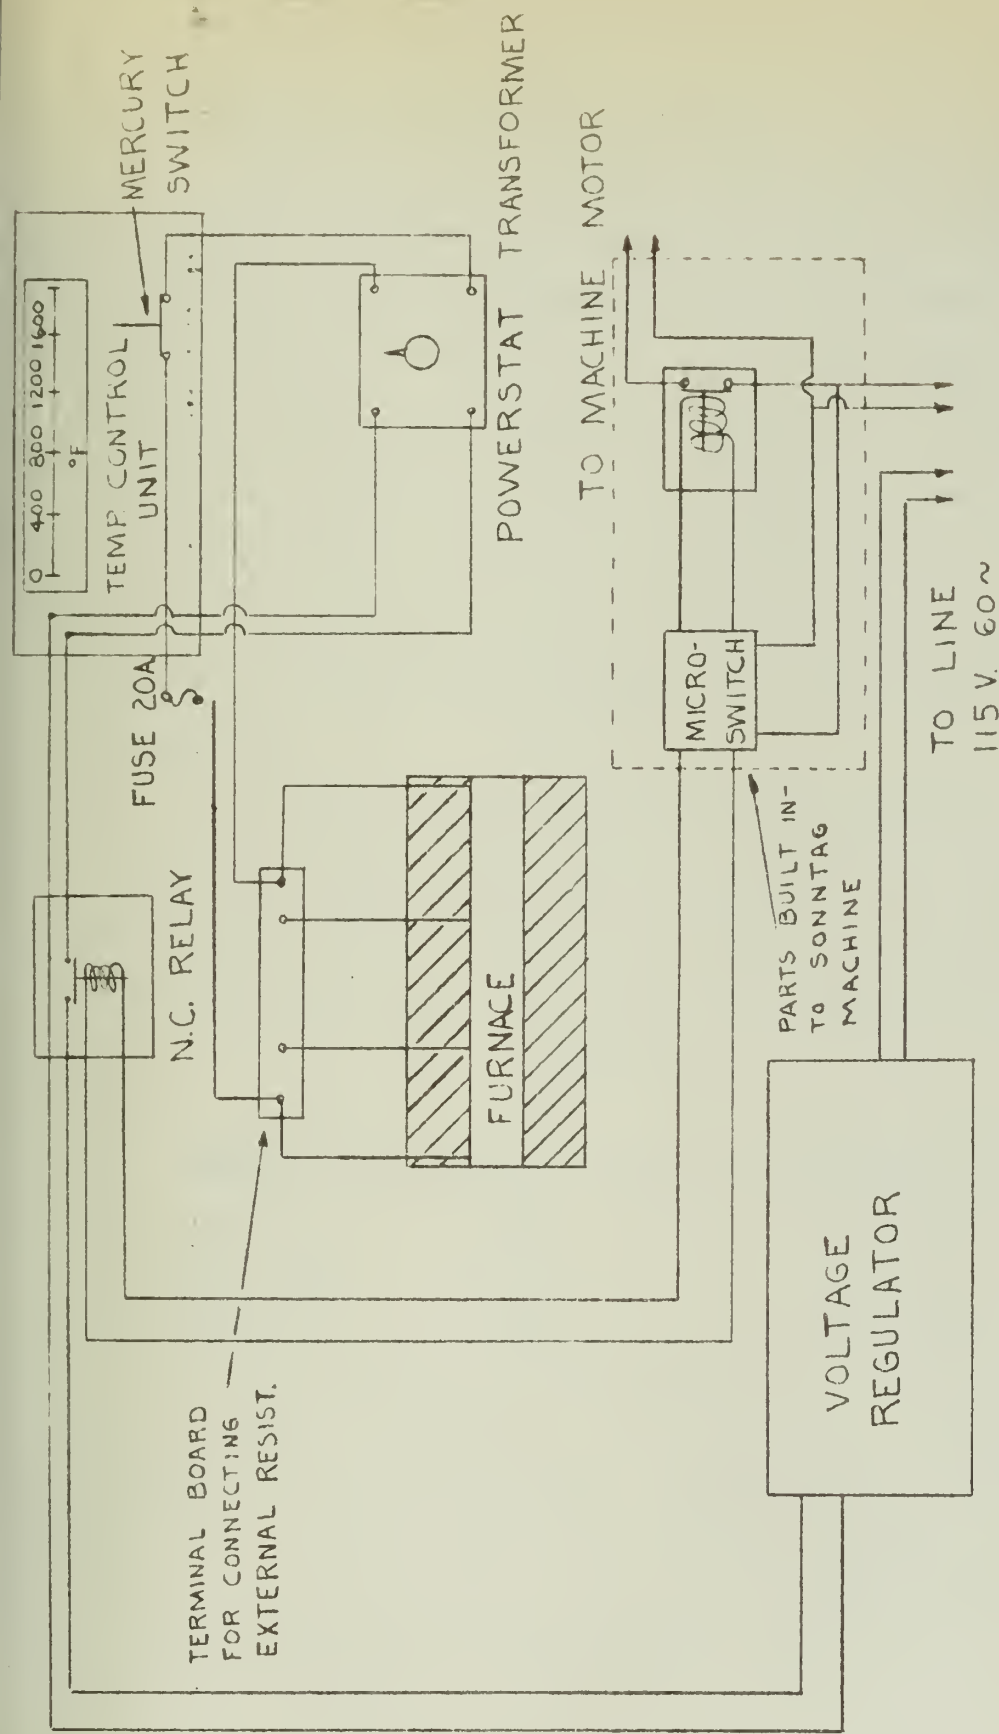 0 400 800 1200 1600
°F
TEMP. CONTROL
UNIT
MERCURY
SWITCH
FUSE 20A
N.C. RELAY
POWERSTAT TRANSFORMER
TERMINAL BOARD
FOR CONNECTING
EXTERNAL RESIST.
FURNACE
TO MACHINE MOTOR
MICRO-
SWITCH
PARTS BUILT IN-
TO SONNTAG
MACHINE
VOLTAGE
REGULATOR
TO LINE
115 V. 60~